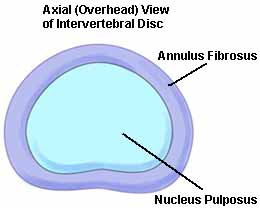 Axial (Overhead) View
of Intervertebral Disc
Annulus Fibrosus
Nucleus Pulposus